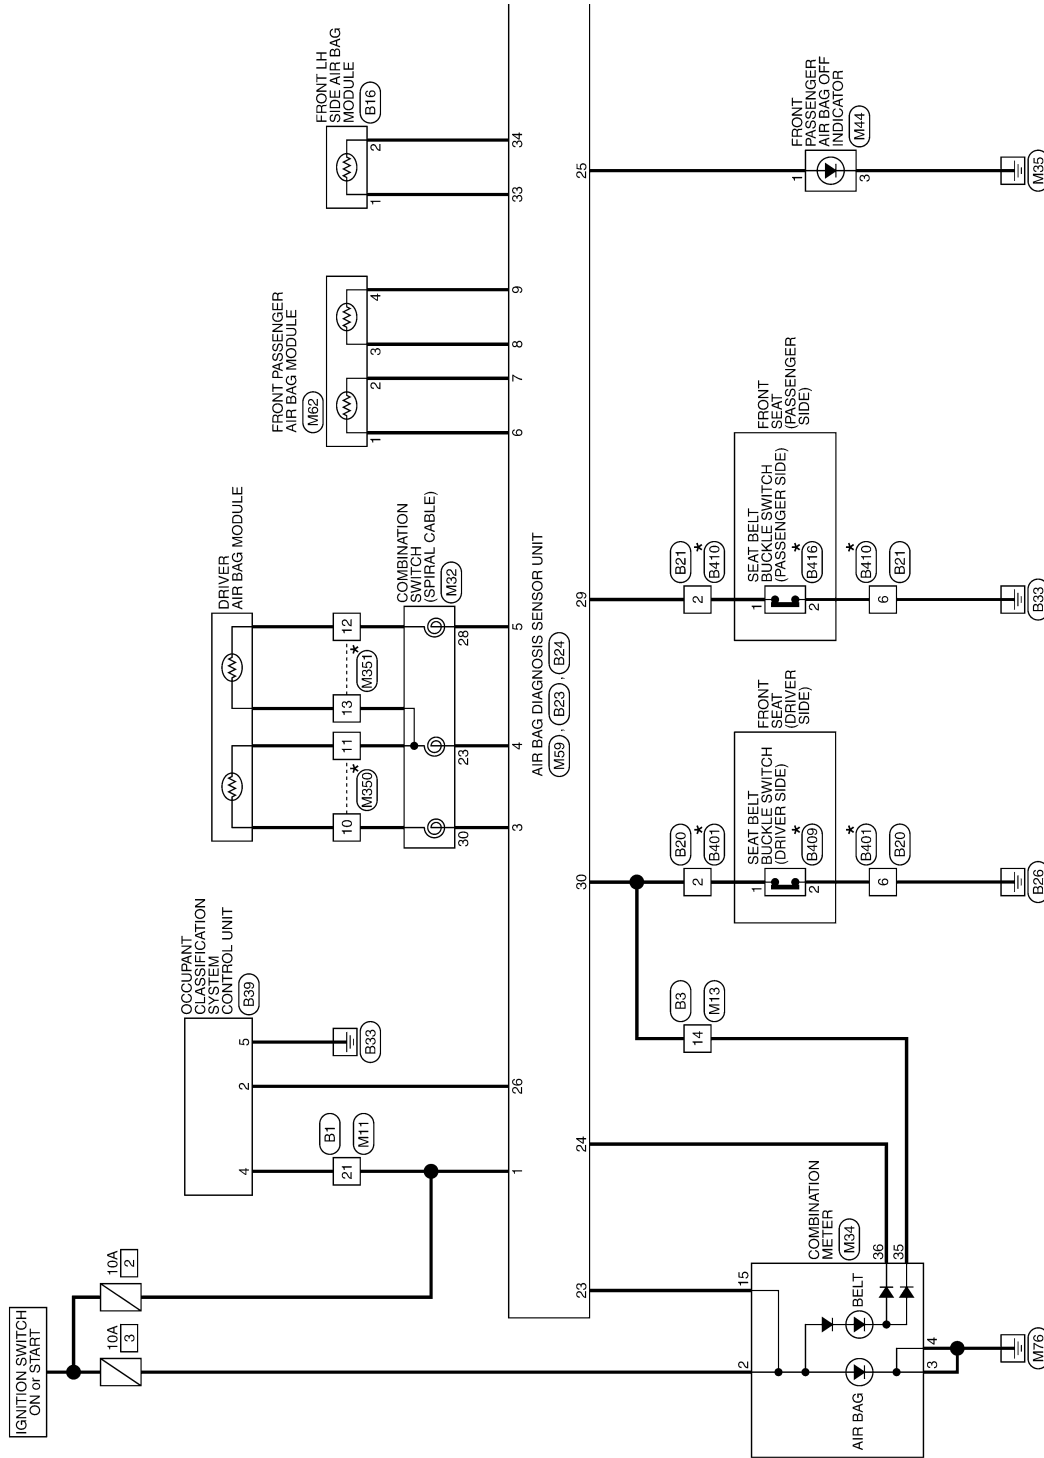 IGNITION SWITCH
ON or START
10A
2
10A
3
OCCUPANT
CLASSIFICATION
SYSTEM
CONTROL UNIT
B39
4
2
5
B33
21
B1
M11
1
26
DRIVER
AIR BAG MODULE
10
11
13
12
*
M350
*
M351
COMBINATION
SWITCH
(SPIRAL CABLE)
M32
30
23
28
3
4
5
FRONT PASSENGER
AIR BAG MODULE
M62
1
2
3
4
6
7
8
9
FRONT LH
SIDE AIR BAG
MODULE
B16
1
2
33
34
AIR BAG DIAGNOSIS SENSOR UNIT
M59 , B23 , B24
23
24
30
29
25
COMBINATION
METER
M34
2
15
36
35
BELT
AIR BAG
3
4
M76
14
B3
M13
2
B20
*
B401
FRONT
SEAT
(DRIVER
SIDE)
SEAT BELT
BUCKLE SWITCH
(DRIVER SIDE)
*
B409
1
2
6
*
B401
B20
B26
2
B21
*
B410
FRONT
SEAT
(PASSENGER
SIDE)
SEAT BELT
BUCKLE SWITCH
(PASSENGER SIDE)
*
B416
1
2
6
*
B410
B21
B33
FRONT
PASSENGER
AIR BAG OFF
INDICATOR
M44
1
3
M35